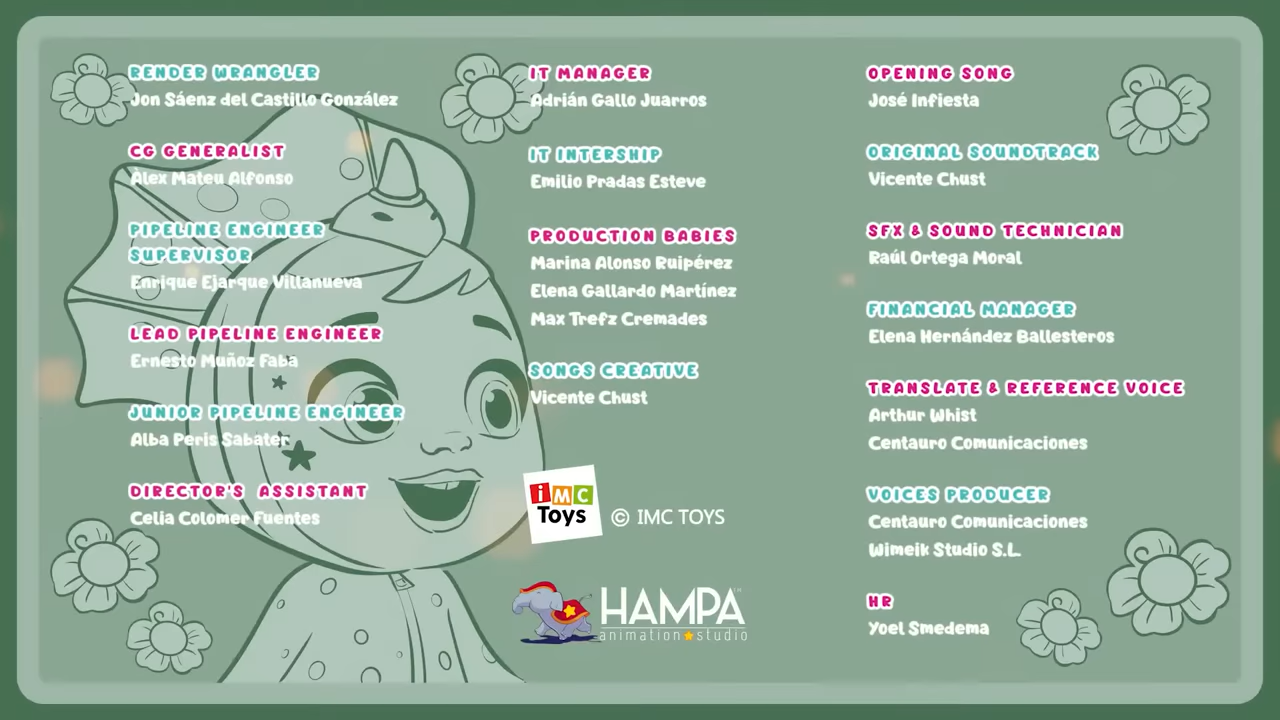 RENDER WRANGLER
Jon Sáenz del Castillo González
CG GENERALIST
Àlex Mateu Alfonso
PIPELINE ENGINEER
SUPERVISOR
Enrique Ejarque Villanueva
LEAD PIPELINE ENGINEER
Ernesto Muñoz Faba
JUNIOR PIPELINE ENGINEER
Alba Peris Sabater
DIRECTOR'S ASSISTANT
Celia Colomer Fuentes
IT MANAGER
Adrián Gallo Juarros
IT INTERSHIP
Emilio Pradas Esteve
PRODUCTION BABIES
Marina Alonso Ruipérez
Elena Gallardo Martínez
Max Trefz Cremades
SONGS CREATIVE
Vicente Chust
iMC
Toys
© IMC TOYS
HAMPA
animation studio
OPENING SONG
José Infiesta
ORIGINAL SOUNDTRACK
Vicente Chust
SFX & SOUND TECHNICIAN
Raúl Ortega Moral
FINANCIAL MANAGER
Elena Hernández Ballesteros
TRANSLATE & REFERENCE VOICE
Arthur Whist
Centauro Comunicaciones
VOICES PRODUCER
Centauro Comunicaciones
Wimeik Studio S.L.
HR
Yoel Smedema